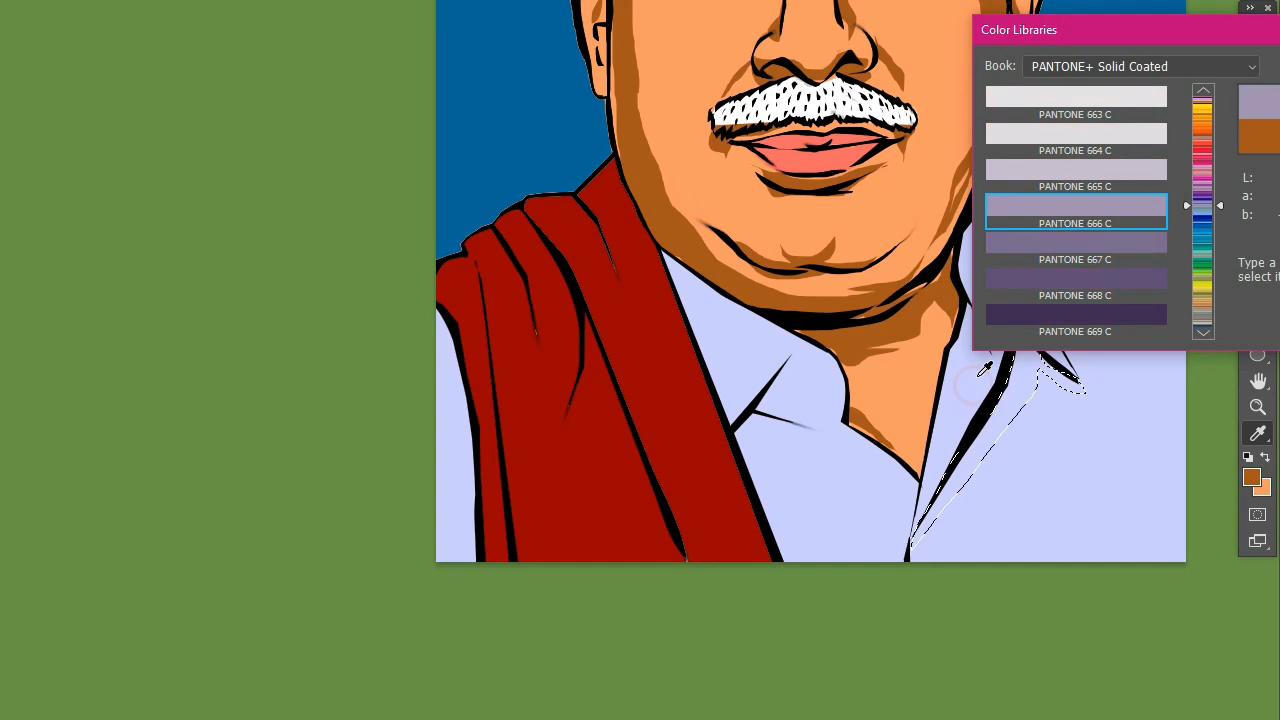 Color Libraries
Book: PANTONE+ Solid Coated
PANTONE 663 C
PANTONE 664 C
PANTONE 665 C
PANTONE 666 C
PANTONE 667 C
PANTONE 668 C
PANTONE 669 C
L:
a:
b:
Type a
select